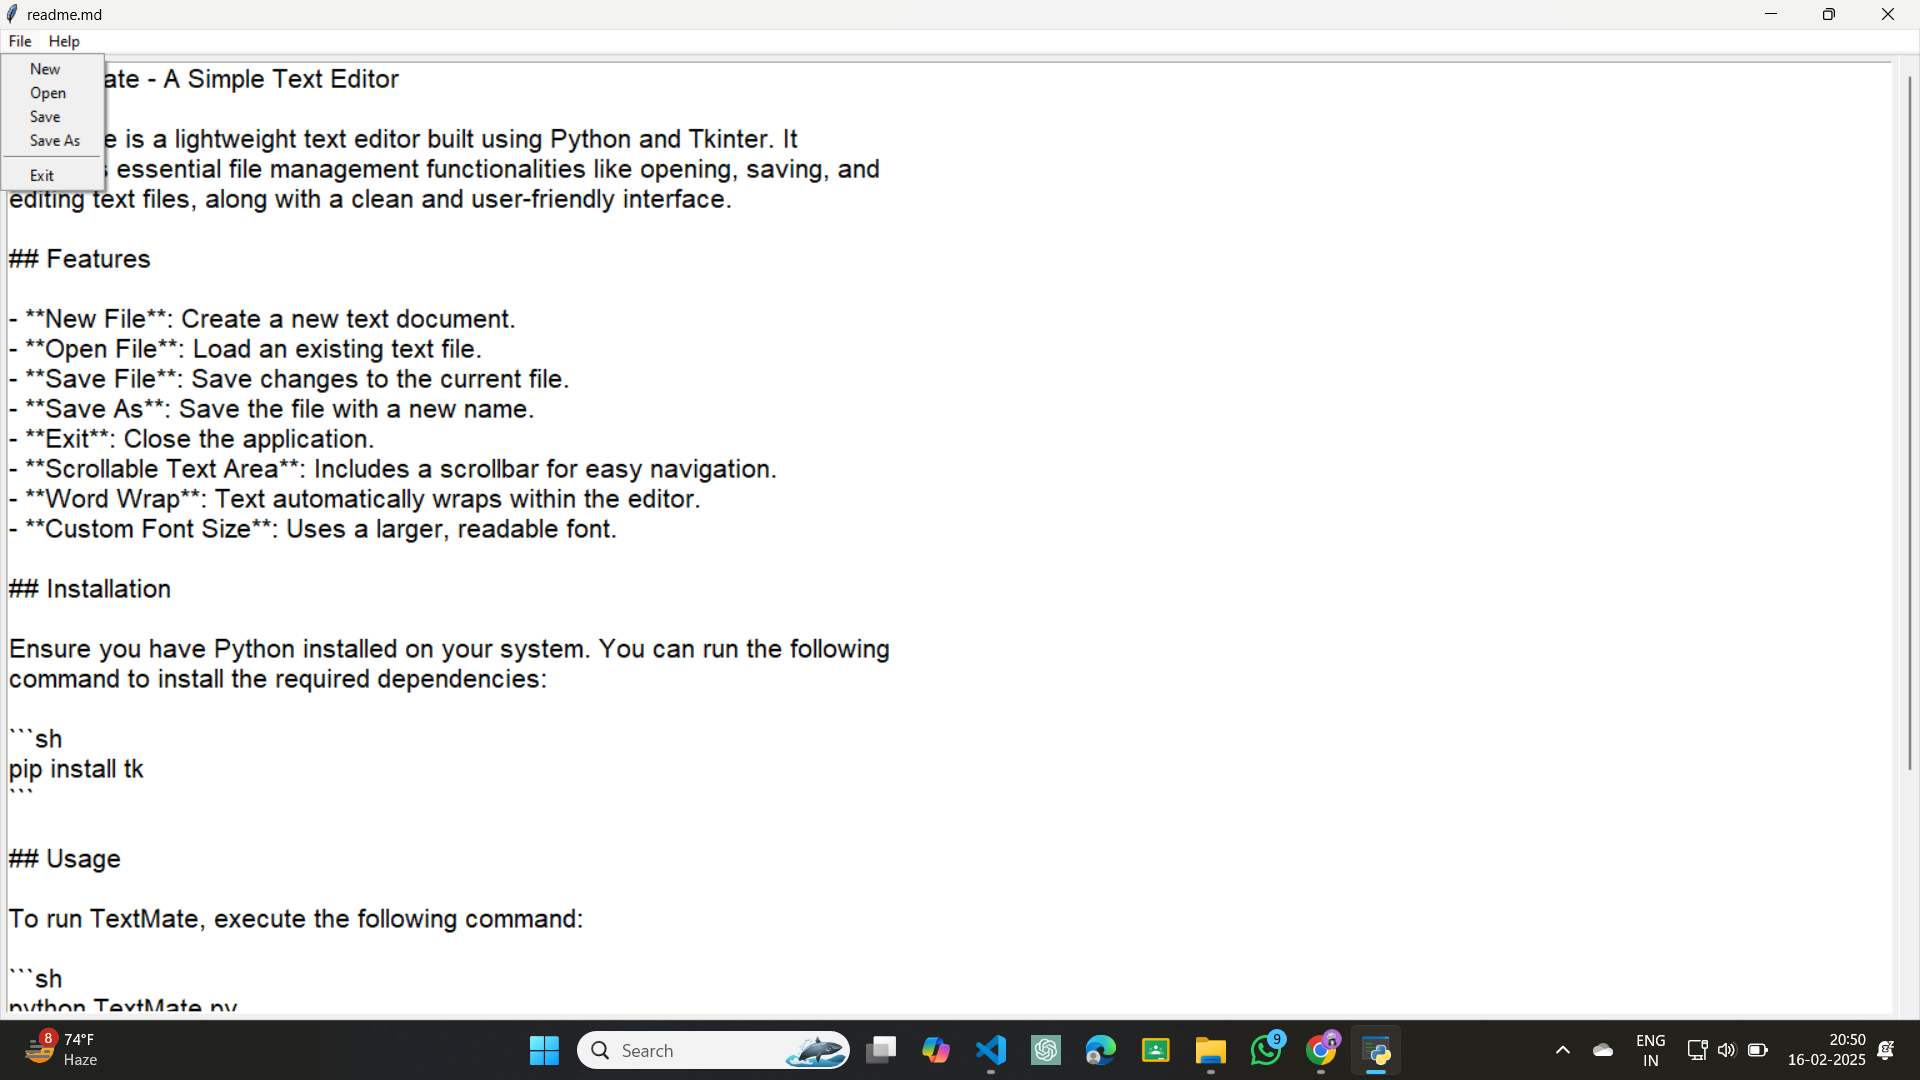 readme.md
File Help
New
Open
Save
Save As
Exit
ate - A Simple Text Editor
e is a lightweight text editor built using Python and Tkinter. It
essential file management functionalities like opening, saving, and
editing text files, along with a clean and user-friendly interface.
## Features
- **New File**: Create a new text document.
- **Open File**: Load an existing text file.
- **Save File**: Save changes to the current file.
- **Save As**: Save the file with a new name.
- **Exit**: Close the application.
- **Scrollable Text Area**: Includes a scrollbar for easy navigation.
- **Word Wrap**: Text automatically wraps within the editor.
- **Custom Font Size**: Uses a larger, readable font.
## Installation
Ensure you have Python installed on your system. You can run the following
command to install the required dependencies:
```sh
pip install tk
```
## Usage
To run TextMate, execute the following command:
```sh
python TextMate.py
8 74°F
Haze
Search
9
ENG
IN
20:50
16-02-2025